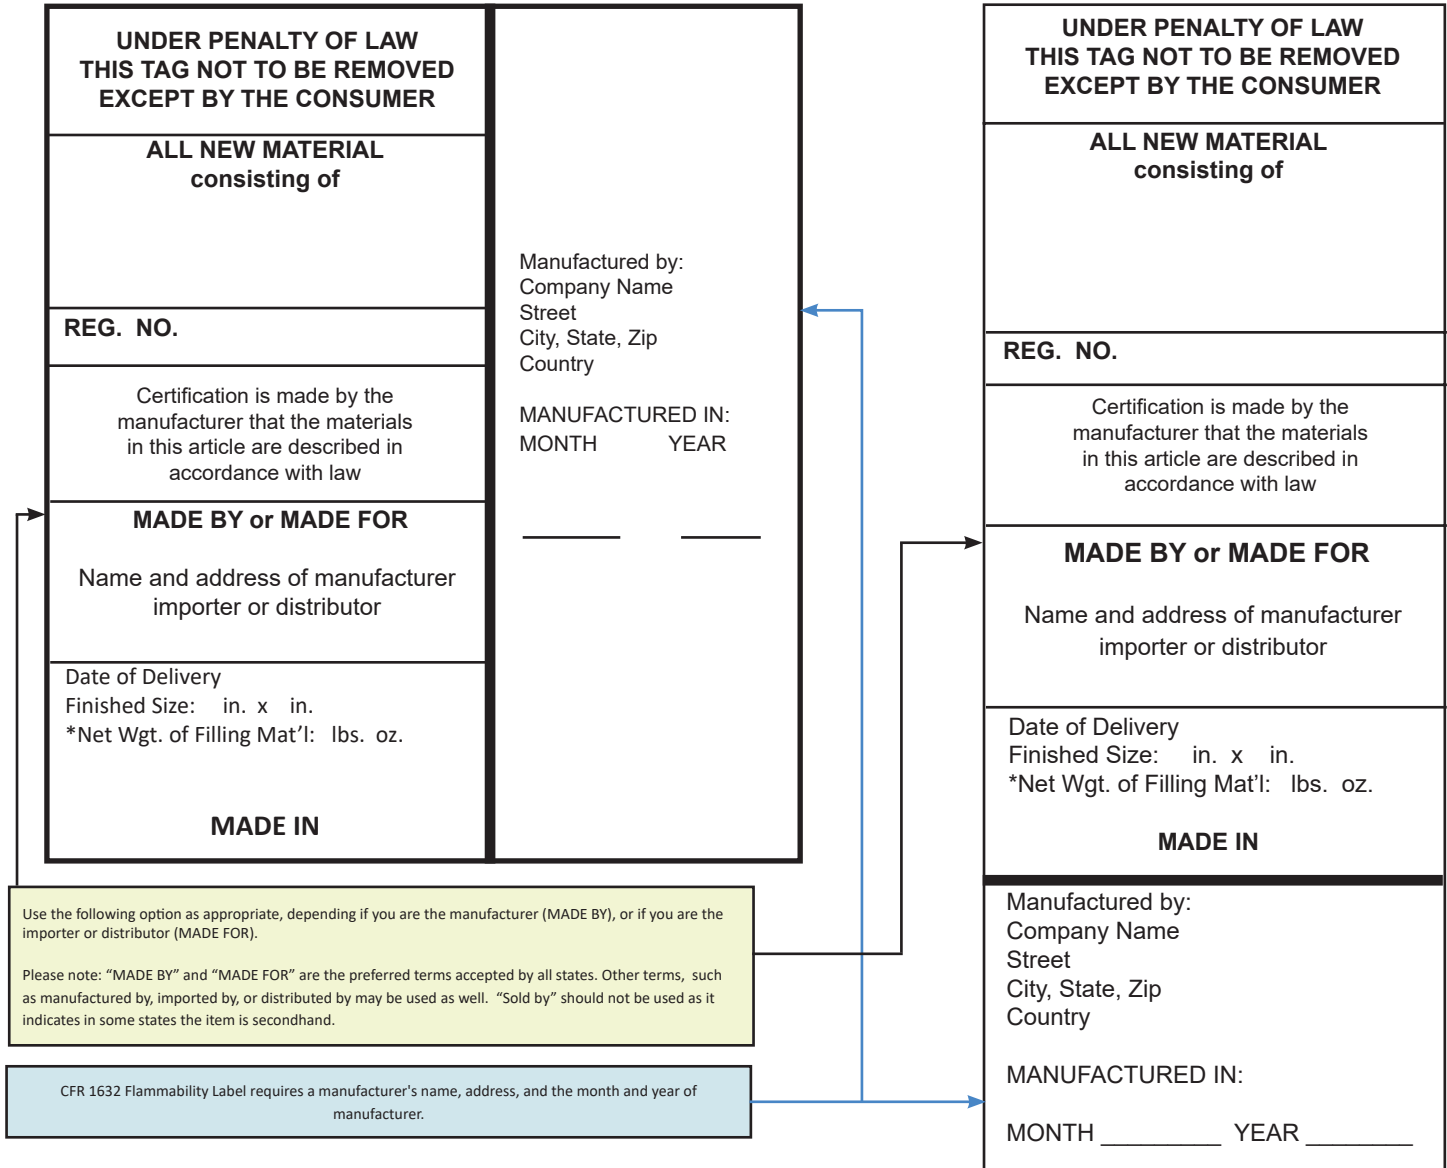 UNDER PENALTY OF LAW
THIS TAG NOT TO BE REMOVED
EXCEPT BY THE CONSUMER
ALL NEW MATERIAL
consisting of
REG. NO.
Certification is made by the
manufacturer that the materials
in this article are described in
accordance with law
MADE BY or MADE FOR
Name and address of manufacturer
importer or distributor
Date of Delivery
Finished Size: in. x in.
*Net Wgt. of Filling Mat’l: lbs. oz.
MADE IN
Manufactured by:
Company Name
Street
City, State, Zip
Country
MANUFACTURED IN:
MONTH YEAR
_________ _______
UNDER PENALTY OF LAW
THIS TAG NOT TO BE REMOVED
EXCEPT BY THE CONSUMER
ALL NEW MATERIAL
consisting of
REG. NO.
Certification is made by the
manufacturer that the materials
in this article are described in
accordance with law
MADE BY or MADE FOR
Name and address of manufacturer
importer or distributor
Date of Delivery
Finished Size: in. x in.
*Net Wgt. of Filling Mat’l: lbs. oz.
MADE IN
Manufactured by:
Company Name
Street
City, State, Zip
Country
MANUFACTURED IN:
MONTH _________ YEAR ________
Use the following option as appropriate, depending if you are the manufacturer (MADE BY), or if you are the
importer or distributor (MADE FOR).
Please note: “MADE BY” and “MADE FOR” are the preferred terms accepted by all states. Other terms, such
as manufactured by, imported by, or distributed by may be used as well. “Sold by” should not be used as it
indicates in some states the item is secondhand.
CFR 1632 Flammability Label requires a manufacturer's name, address, and the month and year of
manufacturer.